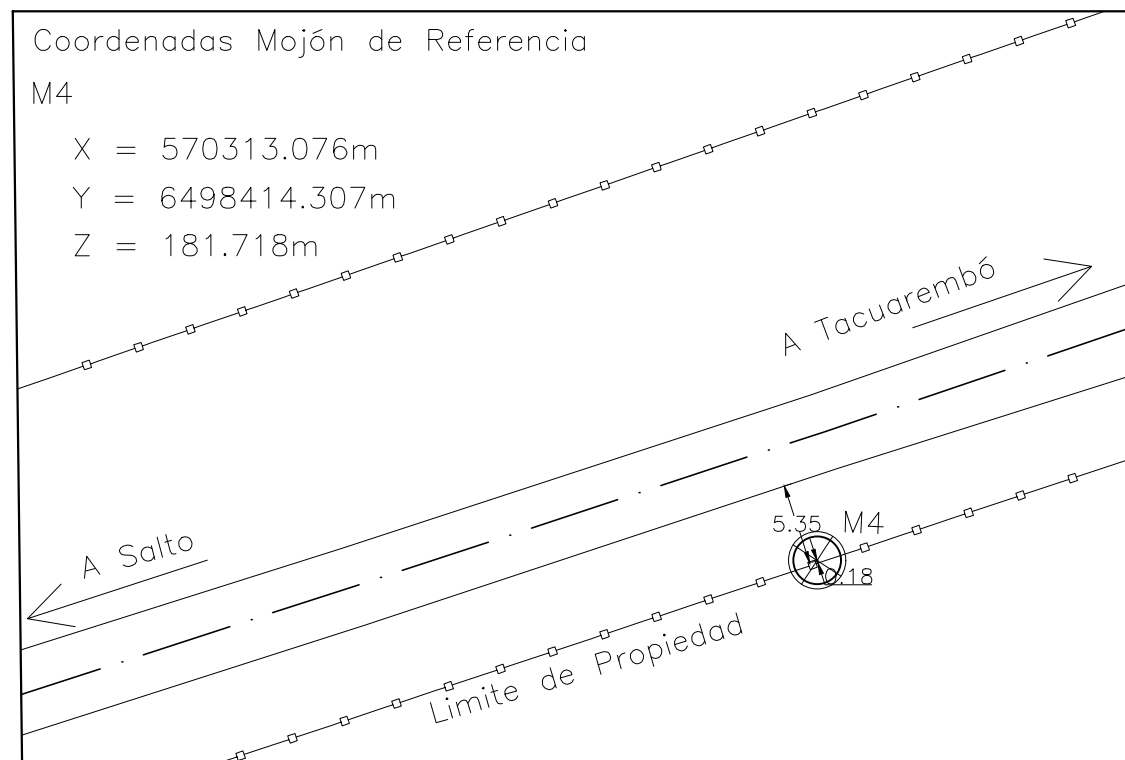 Coordenadas Mojón de Referencia
M4
X = 570313.076m
Y = 6498414.307m
Z = 181.718m
A Tacuarembó
5.35
M4
0.18
A Salto
Limite de Propiedad